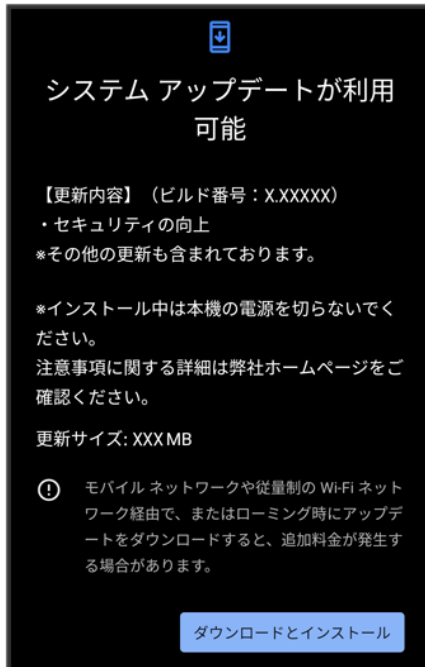 システム アップデートが利用
可能
【更新内容】（ビルド番号：X.XXXXX）
・セキュリティの向上
※その他の更新も含まれております。
※インストール中は本機の電源を切らないでく
ださい。
注意事項に関する詳細は弊社ホームページをご
確認ください。
更新サイズ: XXX MB
モバイル ネットワークや従量制の Wi-Fi ネット
ワーク経由で、またはローミング時にアップデ
ートをダウンロードすると、追加料金が発生す
る場合があります。
ダウンロードとインストール